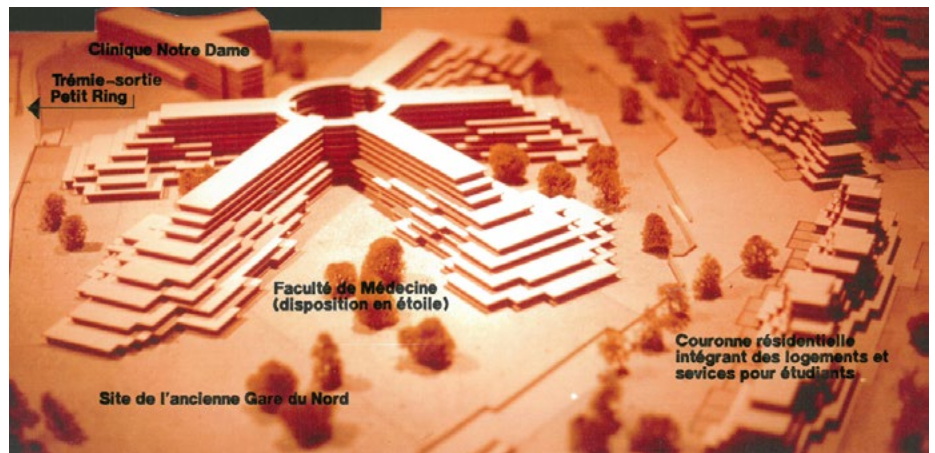 Clinique Notre Dame
Trémie-sortie
Petit Ring
Faculté de Médecine
(disposition en étoile)
Couronne résidentielle
intégrant des logements et
sevices pour étudiants
Site de l'ancienne Gare du Nord